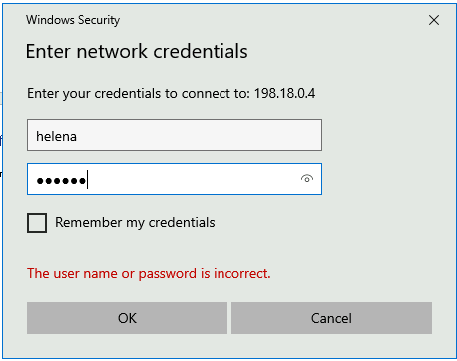 Windows Security
Enter network credentials
Enter your credentials to connect to: 198.18.0.4
helena
●●●●●●
Remember my credentials
The user name or password is incorrect.
OK
Cancel